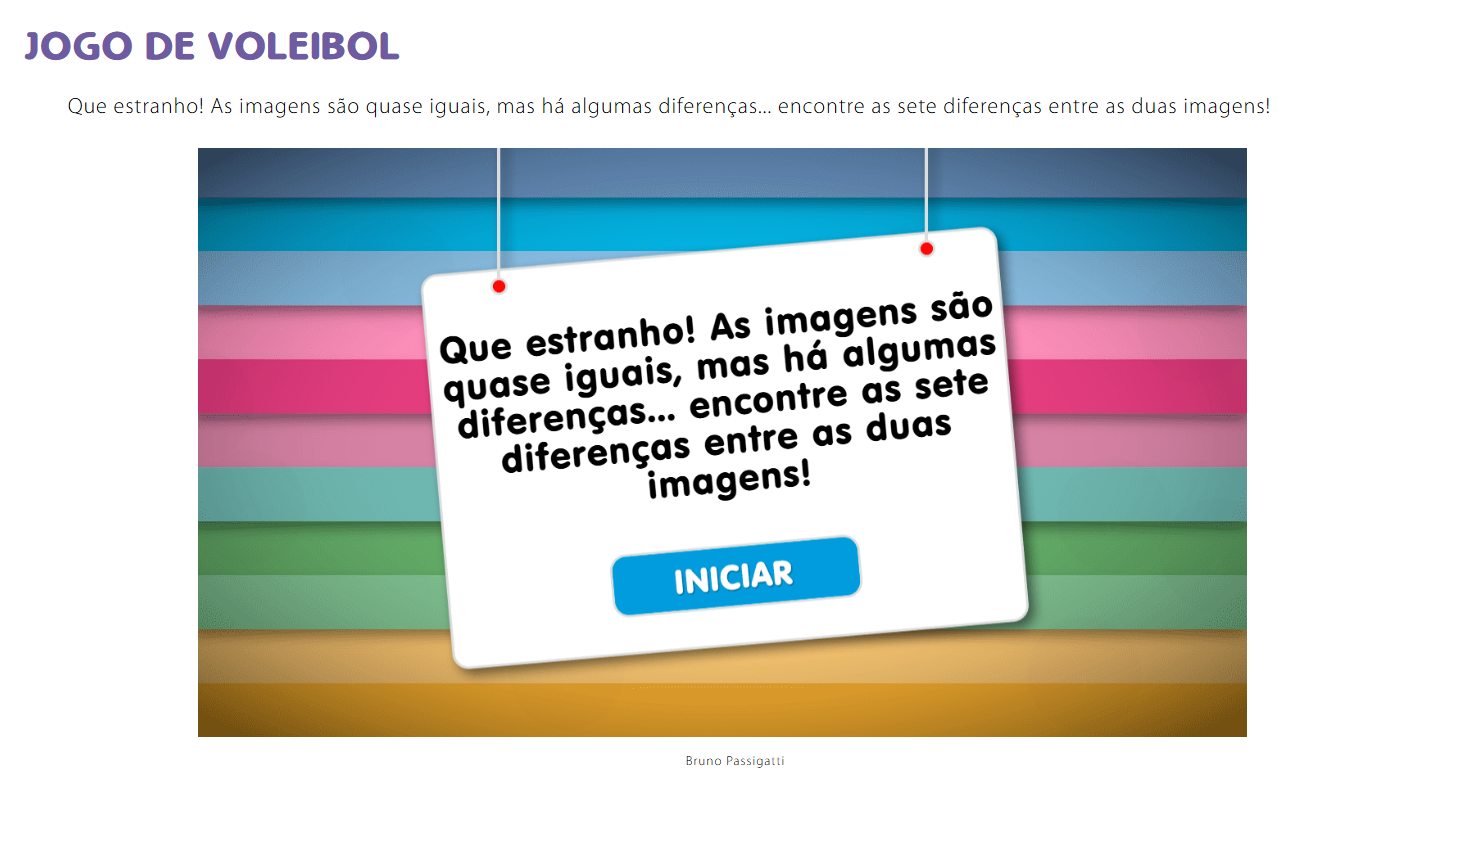 JOGO DE VOLEIBOL
Que estranho! As imagens são quase iguais, mas há algumas diferenças... encontre as sete diferenças entre as duas imagens!
Que estranho! As imagens são
quase iguais, mas há algumas
diferenças... encontre as sete
diferenças entre as duas
imagens!
INICIAR
Bruno Passigatti